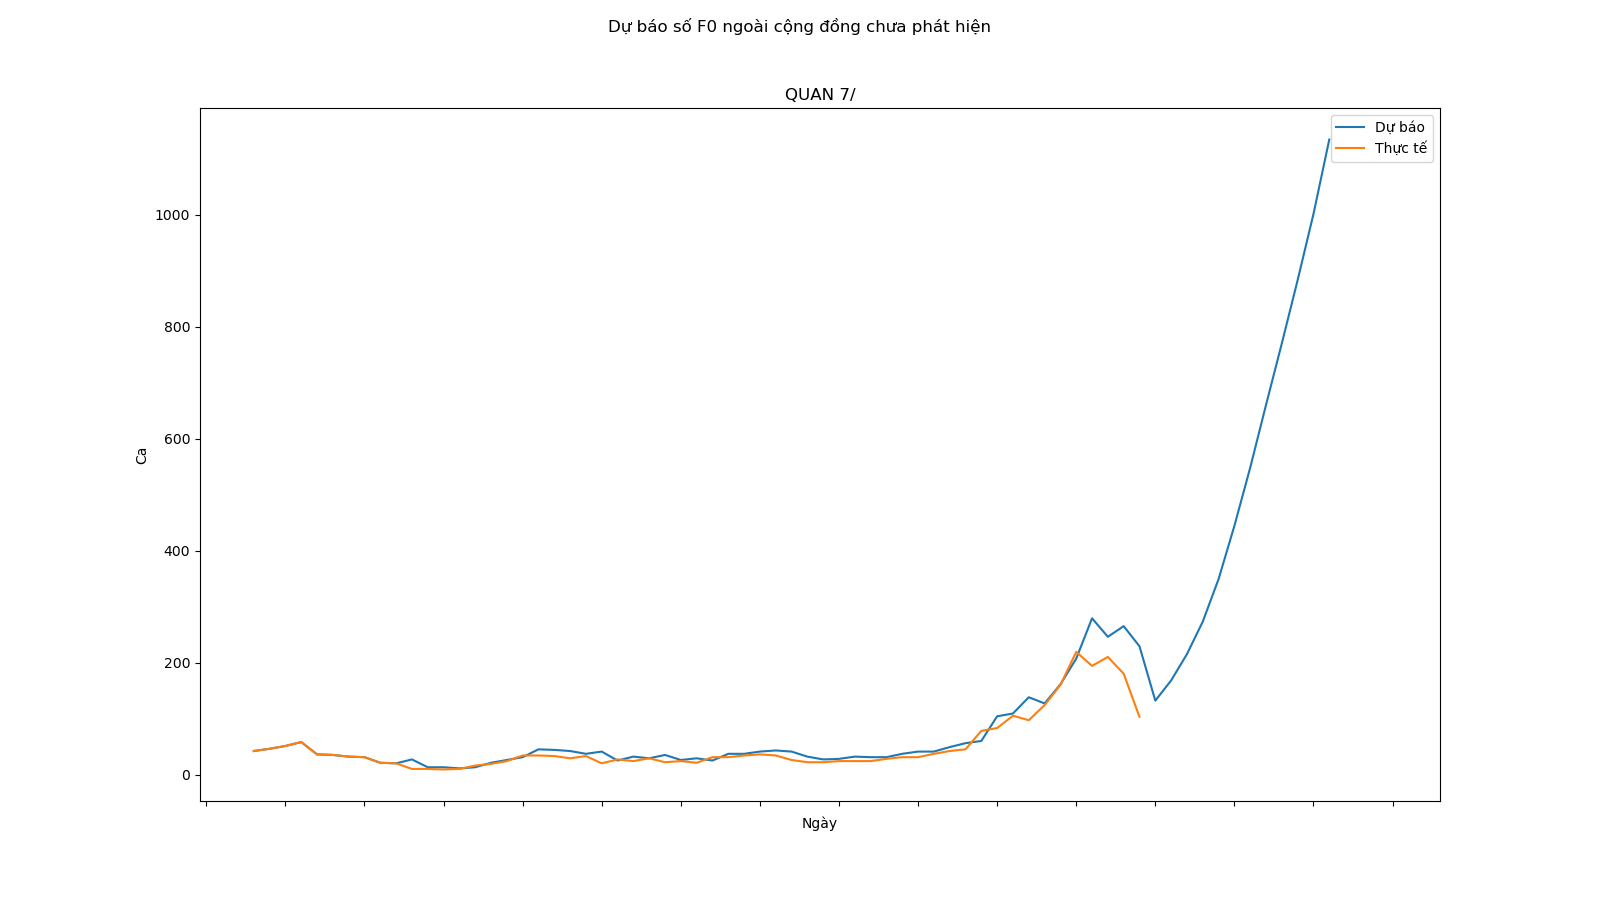 Dự báo số F0 ngoài cộng đồng chưa phát hiện
QUAN 7/
Dự báo
Thực tế
1000
800
600
400
200
0
Ca
Ngày